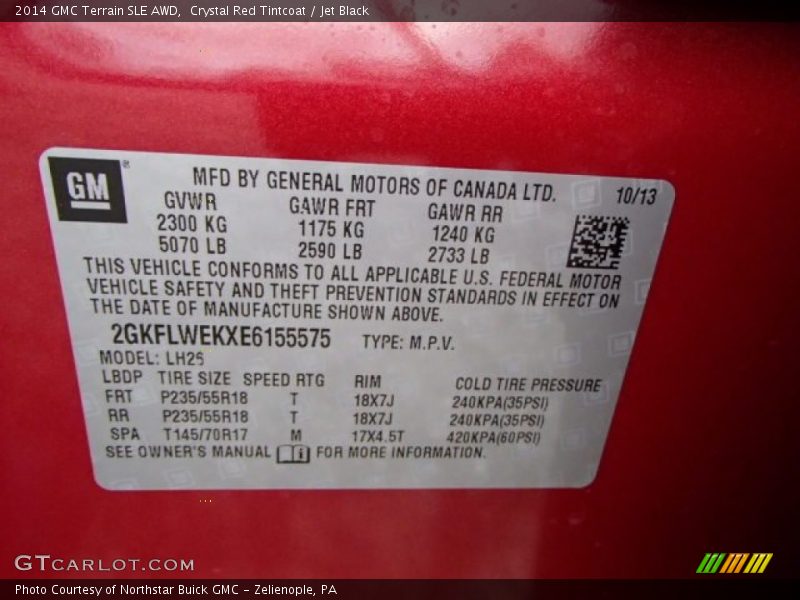 2014 GMC Terrain SLE AWD, Crystal Red Tintcoat / Jet Black
GM ®
MFD BY GENERAL MOTORS OF CANADA LTD. 10/13
GVWR GAWR FRT GAWR RR
2300 KG 1175 KG 1240 KG
5070 LB 2590 LB 2733 LB
THIS VEHICLE CONFORMS TO ALL APPLICABLE U.S. FEDERAL MOTOR
VEHICLE SAFETY AND THEFT PREVENTION STANDARDS IN EFFECT ON
THE DATE OF MANUFACTURE SHOWN ABOVE.
2GKFLWEKXE6155575 TYPE: M.P.V.
MODEL: LH26
LBDP TIRE SIZE SPEED RTG RIM COLD TIRE PRESSURE
FRT P235/55R18 T 18X7J 240KPA(35PSI)
RR P235/55R18 T 18X7J 240KPA(35PSI)
SPA T145/70R17 M 17X4.5T 420KPA(60PSI)
SEE OWNER'S MANUAL i FOR MORE INFORMATION.
GTCARLOT.COM
Photo Courtesy of Northstar Buick GMC - Zelienople, PA